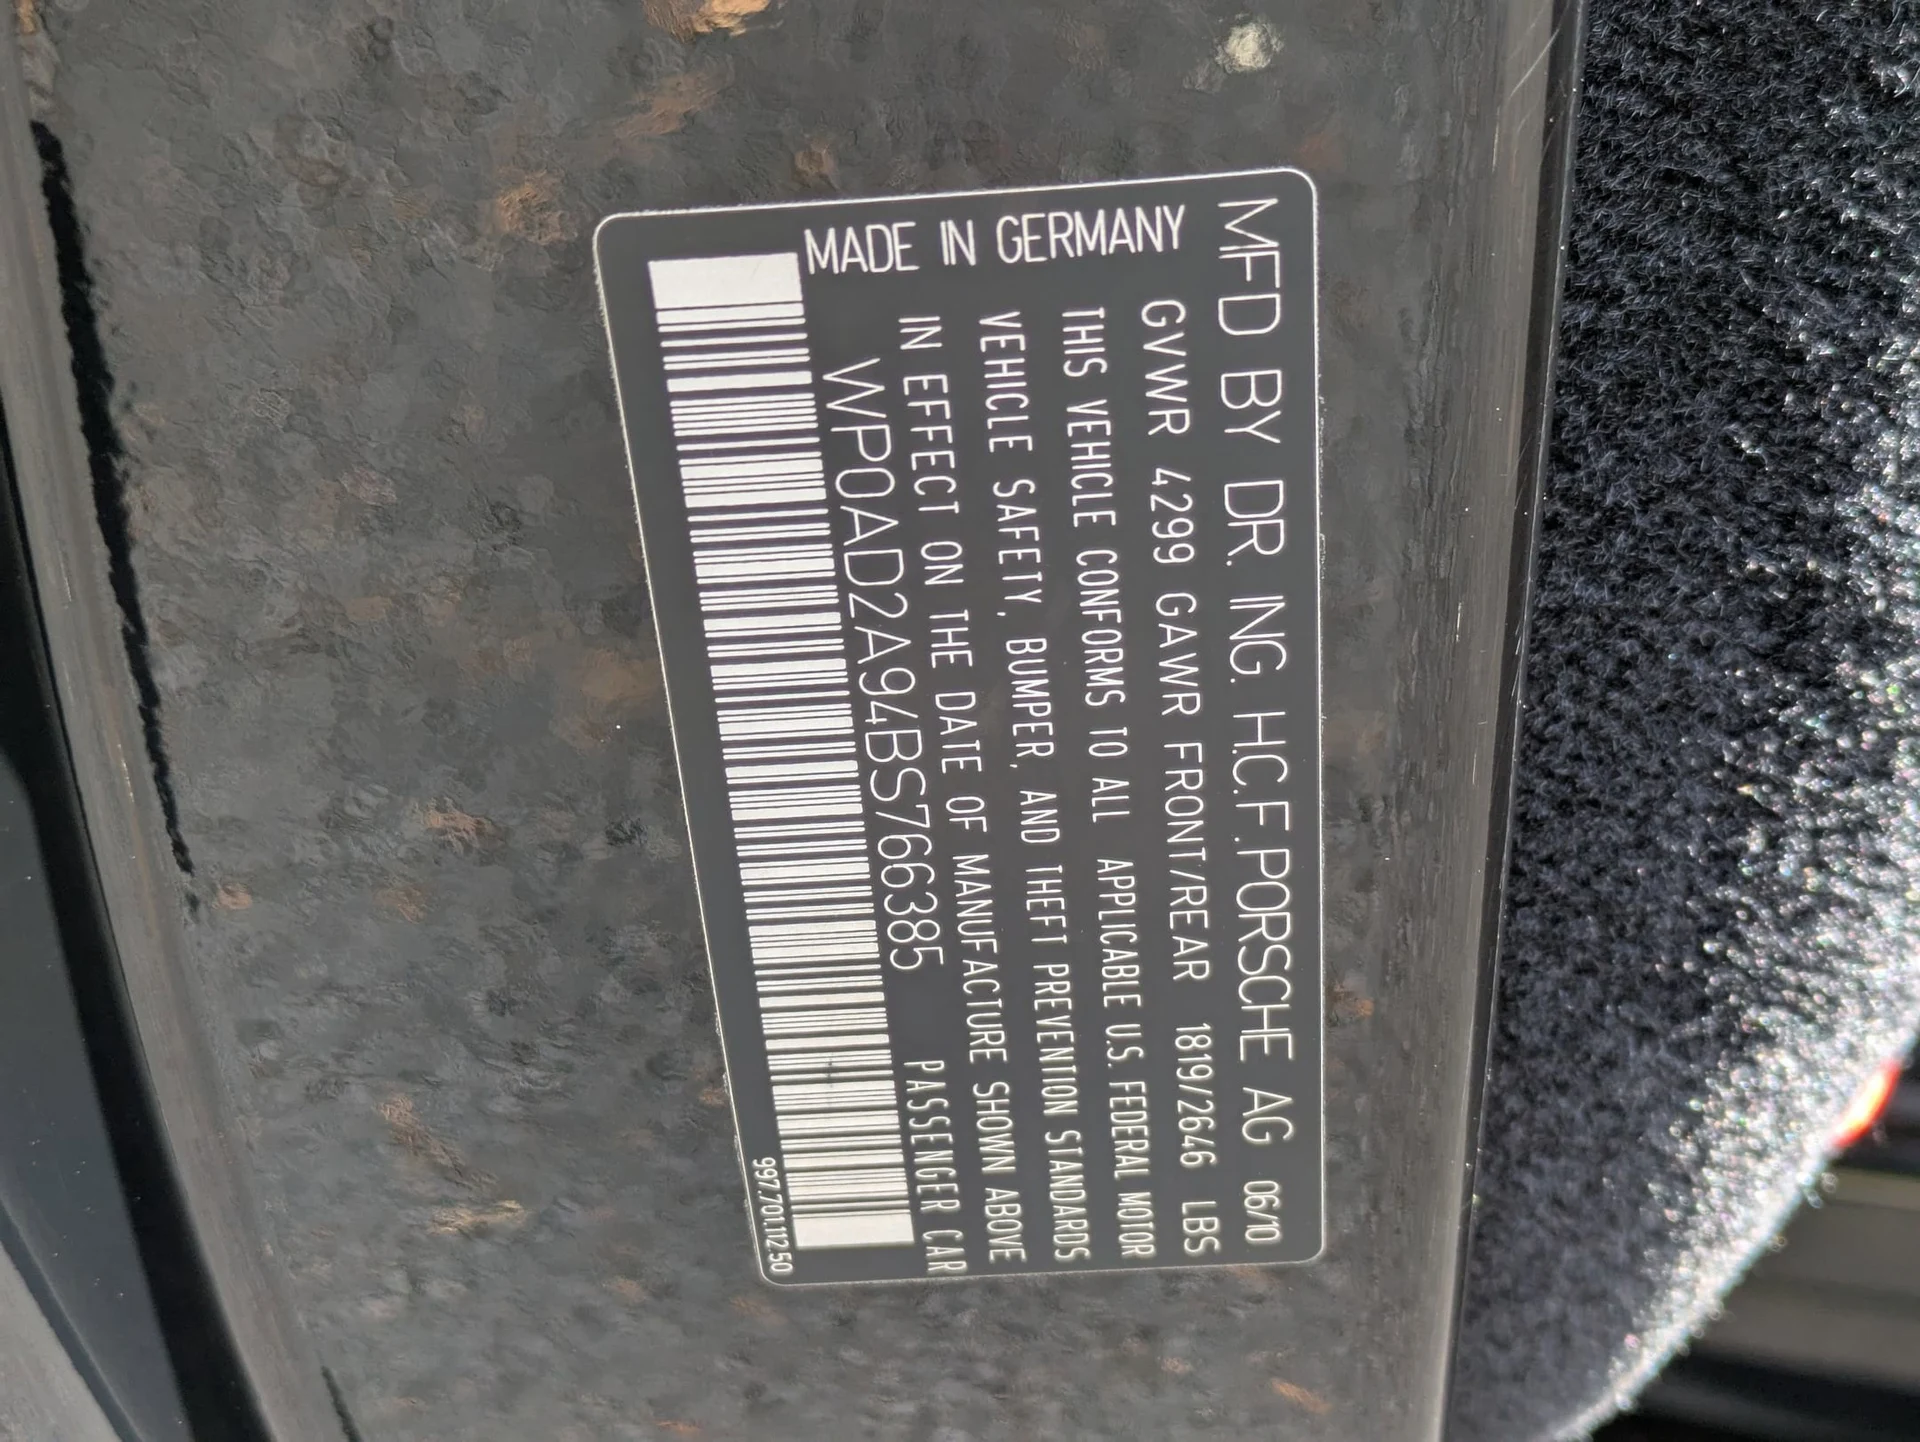 MFD BY DR. ING. H.C.F.PORSCHE AG 06/10
GVWR 4299 GAWR FRONT/REAR 1819/2646 LBS
THIS VEHICLE CONFORMS TO ALL APPLICABLE U.S. FEDERAL MOTOR
VEHICLE SAFETY, BUMPER, AND THEFT PREVENTION STANDARDS
IN EFFECT ON THE DATE OF MANUFACTURE SHOWN ABOVE
WP0AD2A94BS766385 PASSENGER CAR
997.701.112.50
MADE IN GERMANY